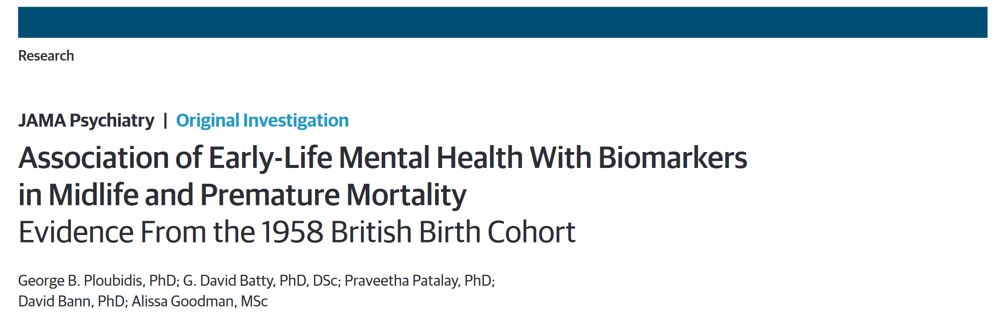 Research
JAMA Psychiatry | Original Investigation
Association of Early-Life Mental Health With Biomarkers
in Midlife and Premature Mortality
Evidence From the 1958 British Birth Cohort
George B. Ploubidis, PhD; G. David Batty, PhD, DSc; Praveetha Patalay, PhD;
David Bann, PhD; Alissa Goodman, MSc